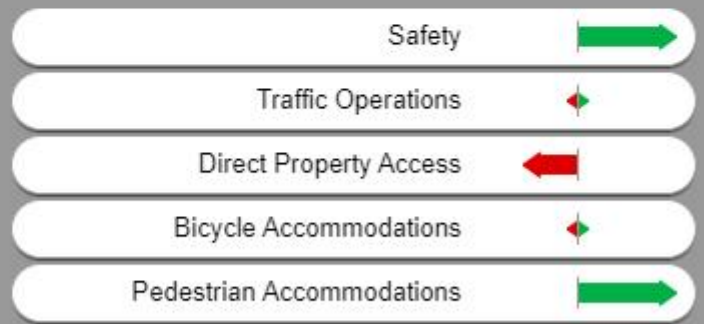 Safety
Traffic Operations
Direct Property Access
Bicycle Accommodations
Pedestrian Accommodations